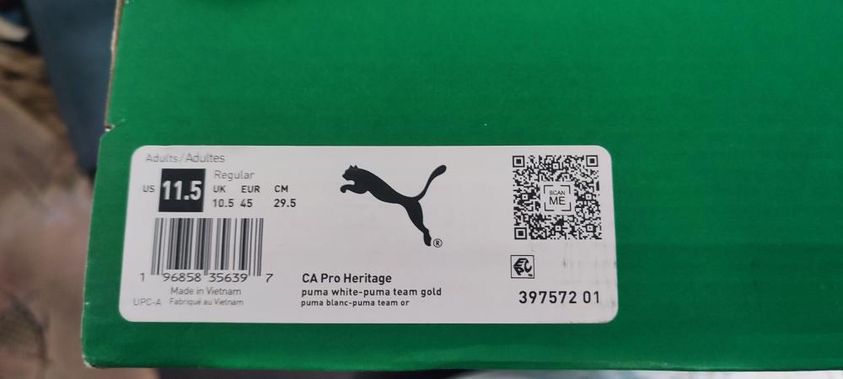 Adults/Adultes
Regular
US 11.5 UK EUR CM
10.5 45 29.5
SCAN
ME
®
1 96858 35639 7
Made in Vietnam
UPC-A Fabriqué au Vietnam
CA Pro Heritage
puma white-puma team gold
puma blanc-puma team or
397572 01